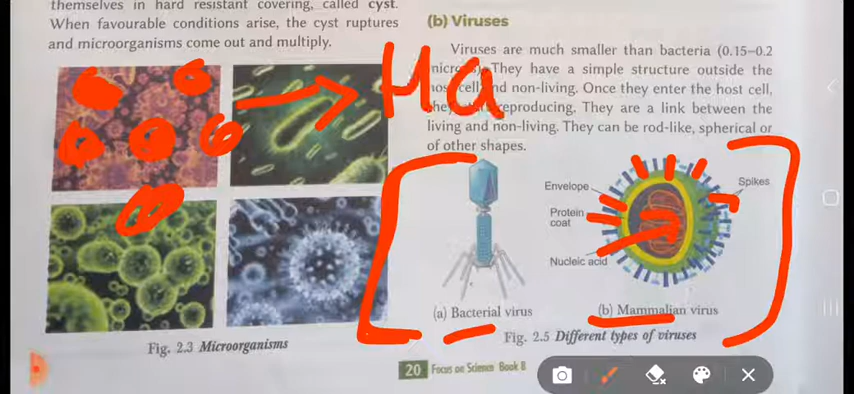 themselves in hard resistant covering, called cyst.
When favourable conditions arise, the cyst ruptures
and microorganisms come out and multiply.
Fig. 2.3 Microorganisms
(b) Viruses
Viruses are much smaller than bacteria (0.15–0.2
They have a simple structure outside the
cell and non-living. Once they enter the host cell,
reproducing. They are a link between the
living and non-living. They can be rod-like, spherical or
of other shapes.
Ha
Envelope
Protein
coat
Nucleic acid
Spikes
(a) Bacterial virus
(b) Mammalian virus
Fig. 2.5 Different types of viruses
20 Focus on Science Book 8